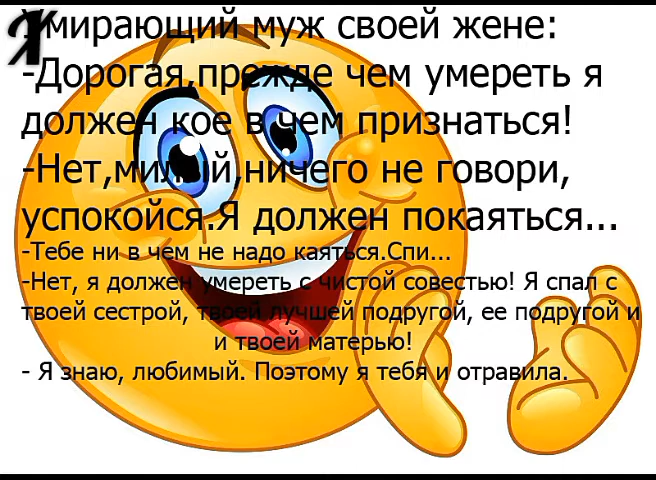 Умирающий муж своей жене:
-Дорогая,прежде чем умереть я
должен кое в чем признаться!
-Нет,милый,ничего не говори,
успокойся.Я должен покаяться...
-Тебе ни в чём не надо каяться.Спи...
-Нет, я должен умереть с чистой совестью! Я спал с
твоей сестрой, твоей лучшей подругой, ее подругой и
и твоей матерью!
- Я знаю, любимый. Поэтому я тебя и отравила.